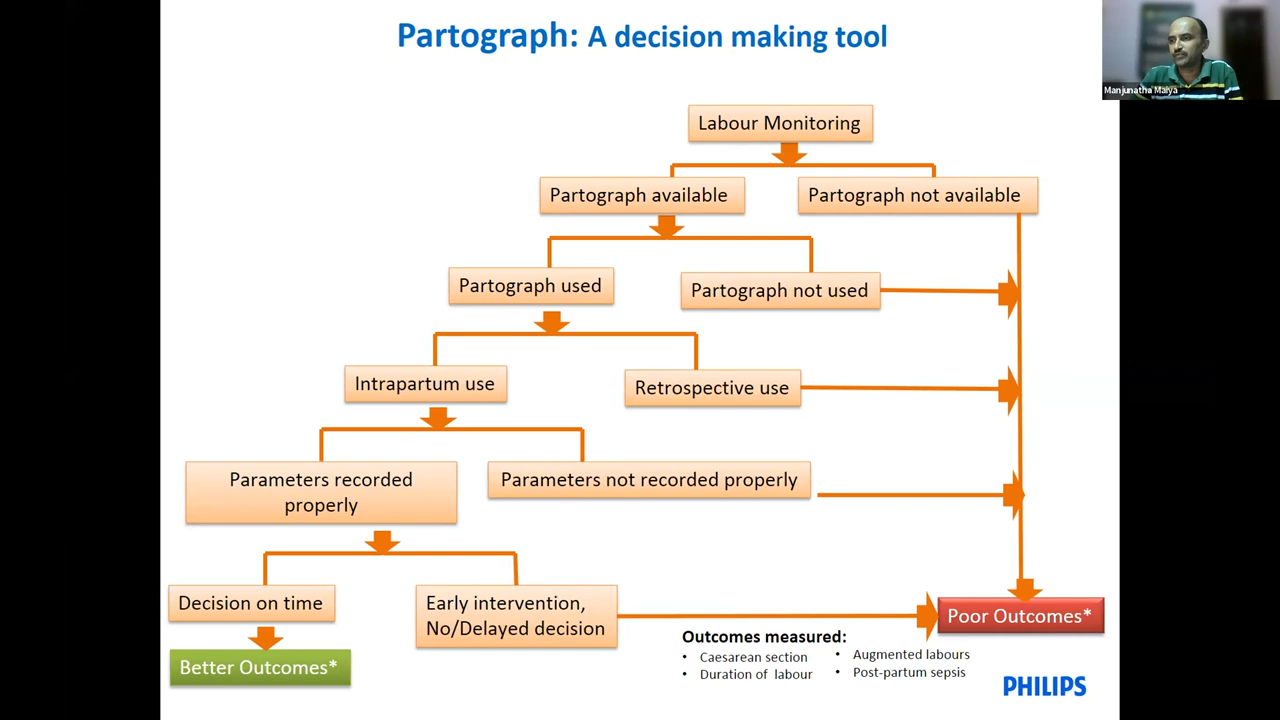 Partograph: A decision making tool
Manjunatha Maiya
Labour Monitoring
Partograph available
Partograph not available
Partograph used
Partograph not used
Intrapartum use
Retrospective use
Parameters recorded
properly
Parameters not recorded properly
Decision on time
Early intervention,
No/Delayed decision
Poor Outcomes*
Better Outcomes*
Outcomes measured:
• Caesarean section
• Duration of labour
• Augmented labours
• Post-partum sepsis
PHILIPS